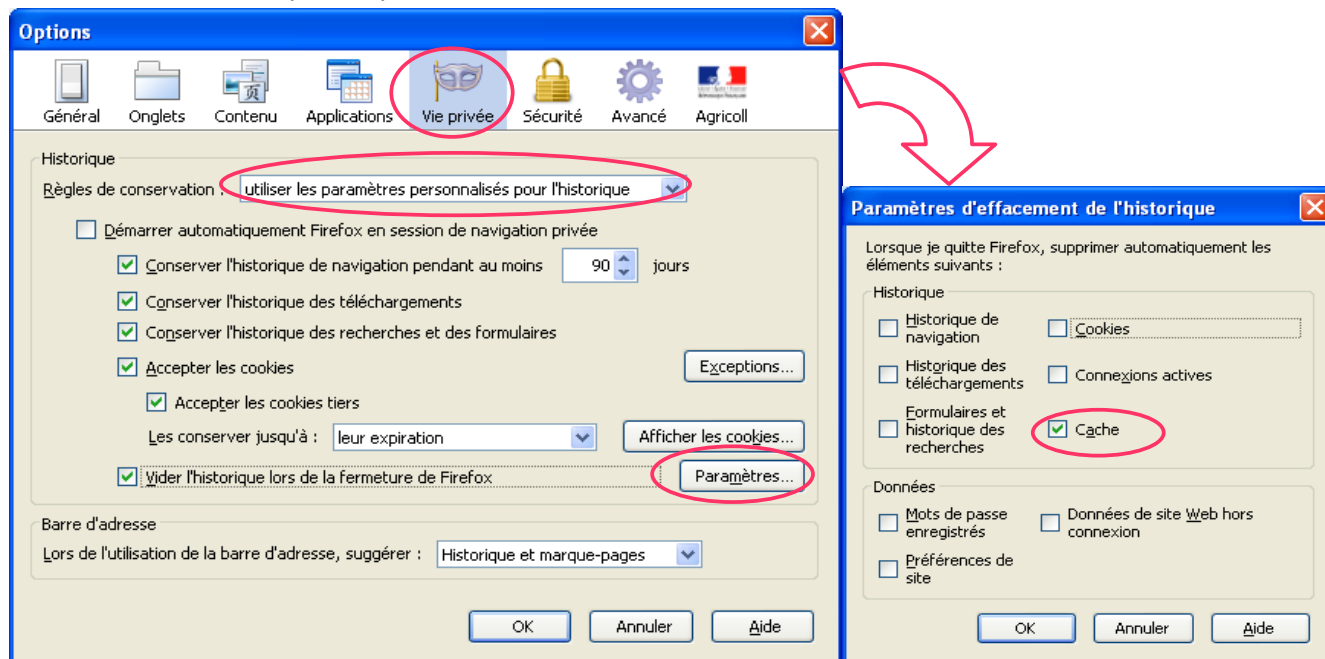 Options
Général Onglets Contenu Applications Vie privée Sécurité Avancé Agricoll
页
Historique
Règles de conservation : utiliser les paramètres personnalisés pour l'historique
Démarrer automatiquement Firefox en session de navigation privée
Conserver l'historique de navigation pendant au moins 90 jours
Conserver l'historique des téléchargements
Conserver l'historique des recherches et des formulaires
Accepter les cookies Exceptions...
Accepter les cookies tiers
Les conserver jusqu'à : leur expiration Afficher les cookies...
Vider l'historique lors de la fermeture de Firefox Paramètres...
Barre d'adresse
Lors de l'utilisation de la barre d'adresse, suggérer : Historique et marque-pages
OK Annuler Aide
Paramètres d'effacement de l'historique
Lorsque je quitte Firefox, supprimer automatiquement les
éléments suivants :
Historique
Historique de
navigation
Cookies
Historique des
téléchargements
Connexions actives
Formulaires et
historique des
recherches
Cache
Données
Mots de passe
enregistrés
Données de site Web hors
connexion
Préférences de
site
OK Annuler Aide